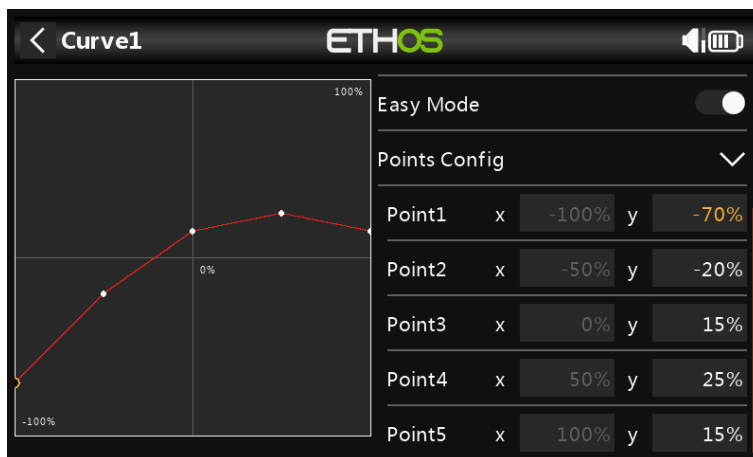 Curve1
ETHOS
100%
0%
-100%
Easy Mode
Points Config
Point1 x -100% y -70%
Point2 x -50% y -20%
Point3 x 0% y 15%
Point4 x 50% y 25%
Point5 x 100% y 15%